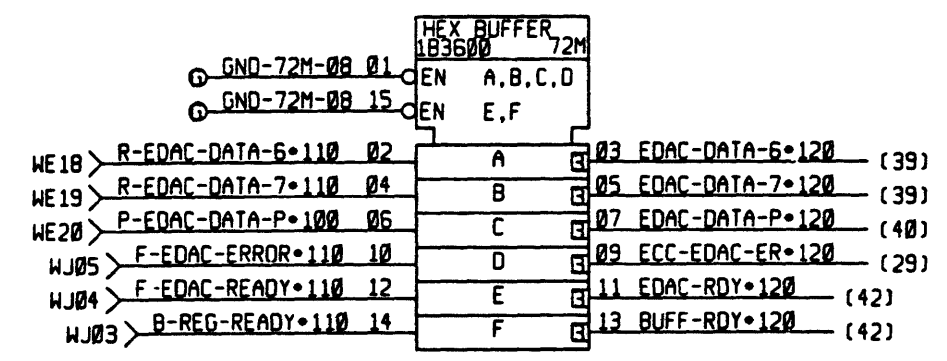 HEX BUFFER
1B3600 72M
G GND-72M-08 01 EN A,B,C,D
G GND-72M-08 15 EN E,F
WE18 R-EDAC-DATA-6•110 02 A 03 EDAC-DATA-6•120 (39)
WE19 R-EDAC-DATA-7•110 04 B 05 EDAC-DATA-7•120 (39)
WE20 P-EDAC-DATA-P•100 06 C 07 EDAC-DATA-P•120 (40)
WJ05 F-EDAC-ERROR•110 10 D 09 ECC-EDAC-ER•120 (29)
WJ04 F-EDAC-READY•110 12 E 11 EDAC-RDY•120 (42)
WJ03 B-REG-READY•110 14 F 13 BUFF-RDY•120 (42)